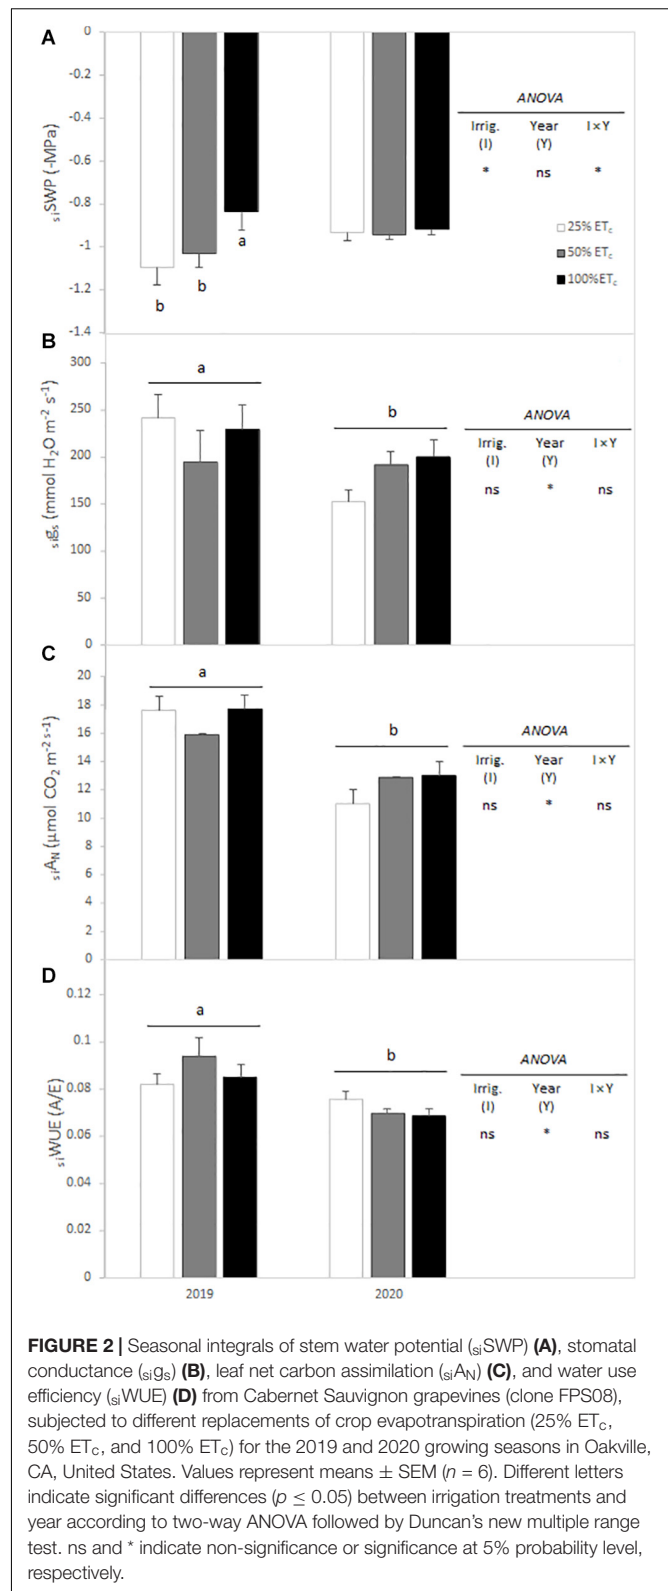 A
0
-0.2
-0.4
-0.6
-0.8
-1
-1.2
-1.4
siSWP (-MPa)
b
b
a
ANOVA
Irrig. Year I×Y
(I) (Y)
* ns *
25% ETc
50% ETc
100%ETc
B
300
250
200
150
100
50
0
sigs (mmol H2O m-2 s-1)
a
b
ANOVA
Irrig. Year I×Y
(I) (Y)
ns * ns
C
20
18
16
14
12
10
8
6
4
2
0
siAN (µmol CO2 m-2 s-1)
a
b
ANOVA
Irrig. Year I×Y
(I) (Y)
ns * ns
D
0.12
0.1
0.08
0.06
0.04
0.02
0
siWUE (A/E)
a
b
ANOVA
Irrig. Year I×Y
(I) (Y)
ns * ns
2019 2020
FIGURE 2 | Seasonal integrals of stem water potential (siSWP) (A), stomatal
conductance (sigs) (B), leaf net carbon assimilation (siAN) (C), and water use
efficiency (siWUE) (D) from Cabernet Sauvignon grapevines (clone FPS08),
subjected to different replacements of crop evapotranspiration (25% ETc,
50% ETc, and 100% ETc) for the 2019 and 2020 growing seasons in Oakville,
CA, United States. Values represent means ± SEM (n = 6). Different letters
indicate significant differences (p ≤ 0.05) between irrigation treatments and
year according to two-way ANOVA followed by Duncan's new multiple range
test. ns and * indicate non-significance or significance at 5% probability level,
respectively.